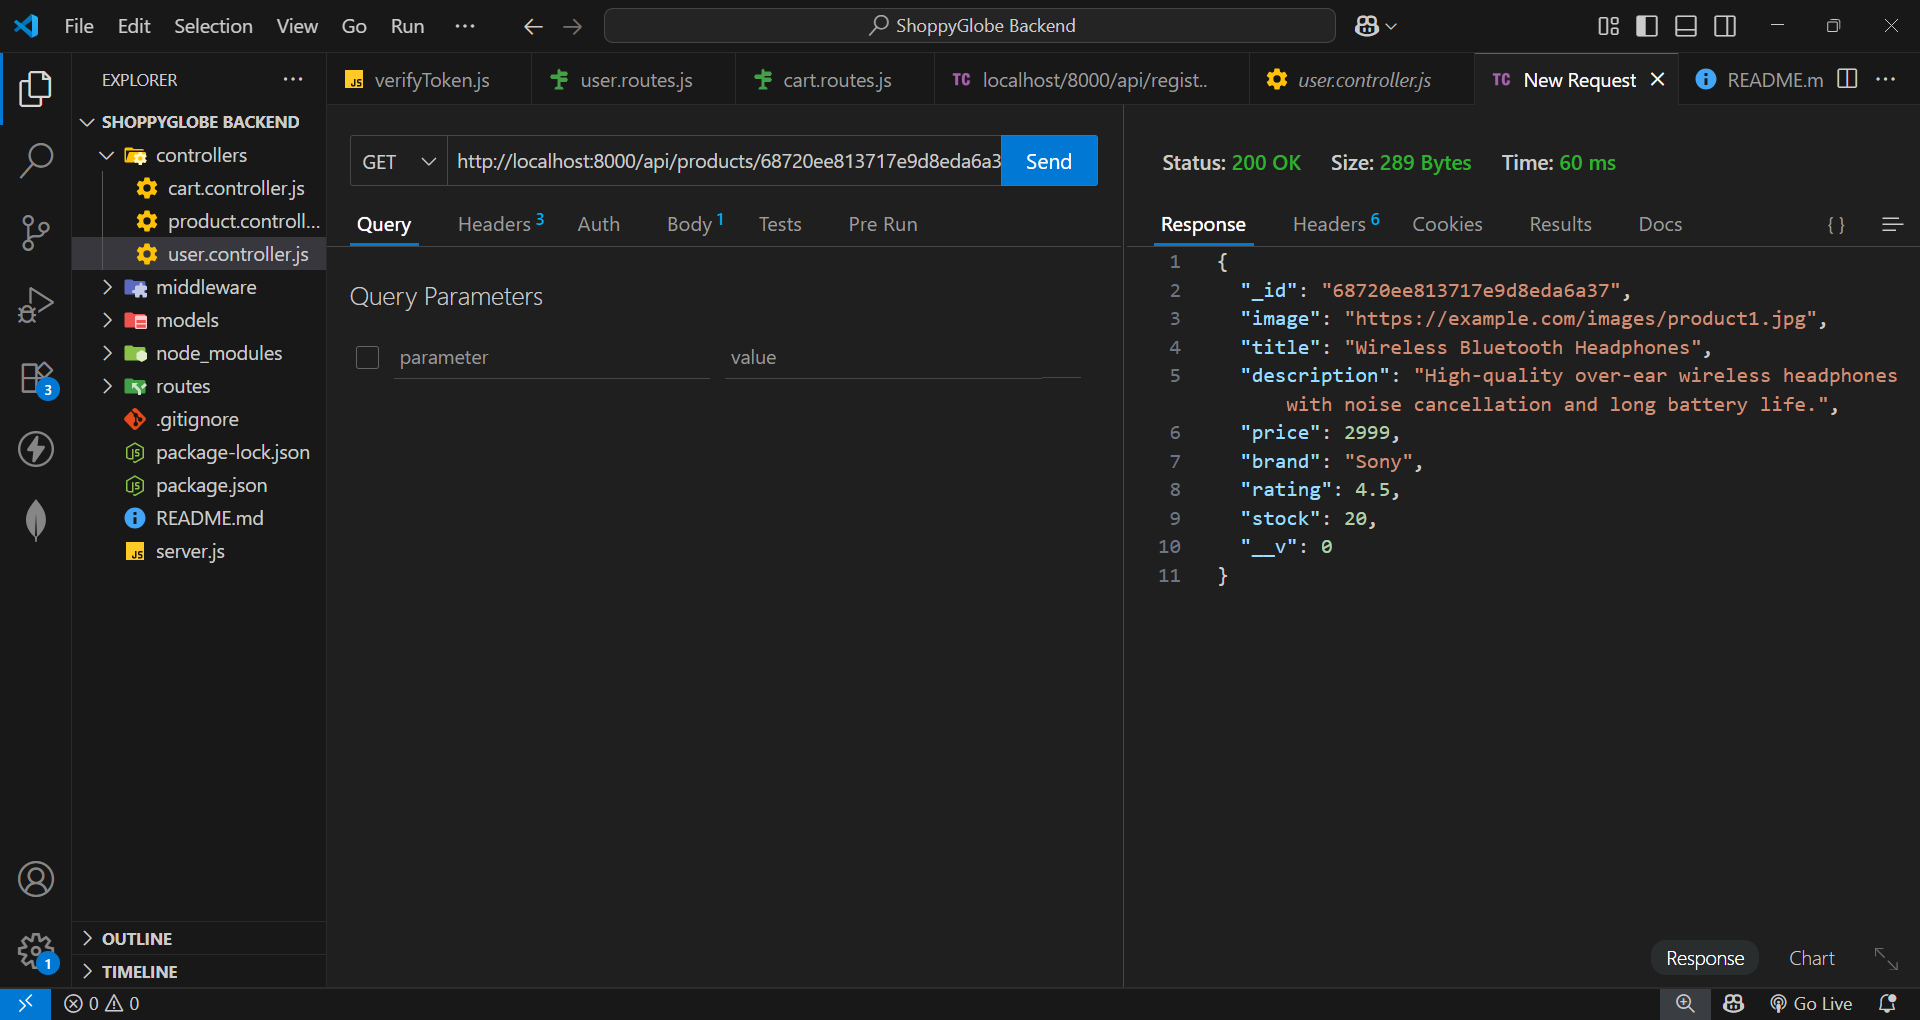 File Edit Selection View Go Run ··· ShoppyGlobe Backend
EXPLORER ···
SHOPPYGLOBE BACKEND
controllers
cart.controller.js
product.controll...
user.controller.js
middleware
models
node_modules
routes
.gitignore
package-lock.json
package.json
README.md
server.js
OUTLINE
TIMELINE
3
1
JS verifyToken.js user.routes.js cart.routes.js TC localhost/8000/api/regist.. user.controller.js TC New Request README.m ···
GET http://localhost:8000/api/products/68720ee813717e9d8eda6a3 Send
Query Headers 3 Auth Body 1 Tests Pre Run
Query Parameters
parameter value
Status: 200 OK Size: 289 Bytes Time: 60 ms
Response Headers 6 Cookies Results Docs { }
1 {
2 "_id": "68720ee813717e9d8eda6a37",
3 "image": "https://example.com/images/product1.jpg",
4 "title": "Wireless Bluetooth Headphones",
5 "description": "High-quality over-ear wireless headphones
with noise cancellation and long battery life.",
6 "price": 2999,
7 "brand": "Sony",
8 "rating": 4.5,
9 "stock": 20,
10 "__v": 0
11 }
Response Chart
0 0 Go Live